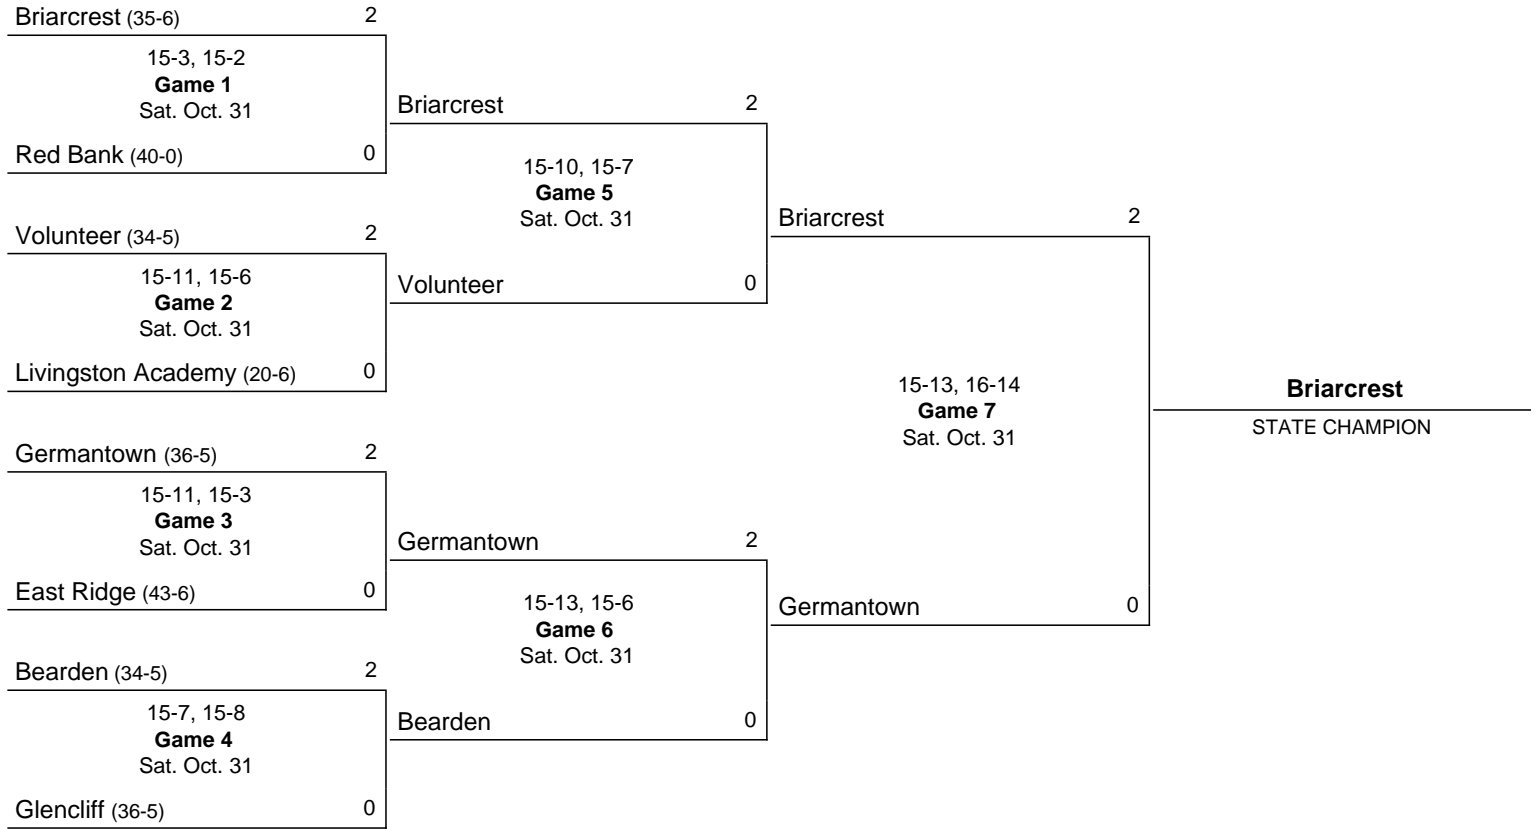 Briarcrest (35-6) 2
15-3, 15-2
Game 1
Sat. Oct. 31
Red Bank (40-0) 0
Volunteer (34-5) 2
15-11, 15-6
Game 2
Sat. Oct. 31
Livingston Academy (20-6) 0
Germantown (36-5) 2
15-11, 15-3
Game 3
Sat. Oct. 31
East Ridge (43-6) 0
Bearden (34-5) 2
15-7, 15-8
Game 4
Sat. Oct. 31
Glencliff (36-5) 0
Briarcrest 2
15-10, 15-7
Game 5
Sat. Oct. 31
Volunteer 0
Germantown 2
15-13, 15-6
Game 6
Sat. Oct. 31
Bearden 0
Briarcrest 2
15-13, 16-14
Game 7
Sat. Oct. 31
Germantown 0
Briarcrest
STATE CHAMPION